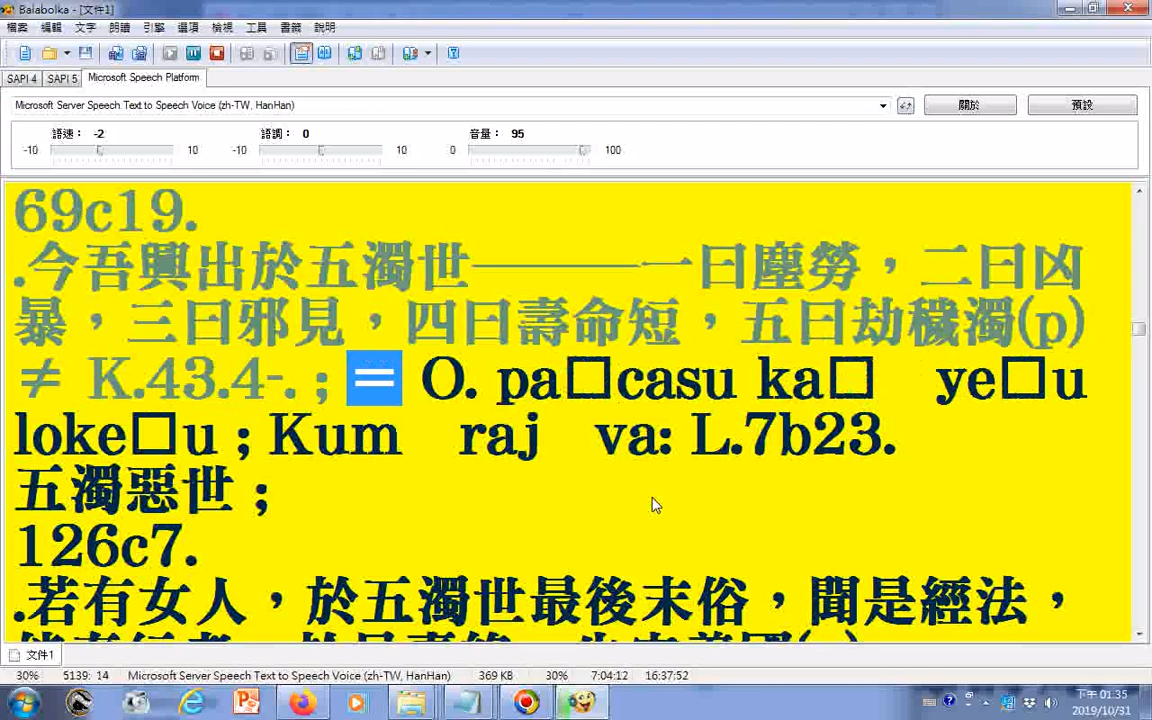 Balabolka - [文件1]
檔案 編輯 文字 朗讀 引擎 選項 檢視 工具 書籤 說明
SAPI 4 SAPI 5 Microsoft Speech Platform
Microsoft Server Speech Text to Speech Voice (zh-TW, HanHan) 關於 預設
語速： -2 語調： 0 音量： 95
-10 10 -10 10 0 100
69c19.
.今吾興出於五濁世————一曰塵勞，二曰凶
暴，三曰邪見，四曰壽命短，五曰劫穢濁(p)
≠ K.43.4-. ; = O. pa□casu ka□ ye□u
loke□u ; Kum raj va: L.7b23.
五濁惡世；
126c7.
.若有女人，於五濁世最後末俗，聞是經法，
文件1
30% 5139: 14 Microsoft Server Speech Text to Speech Voice (zh-TW, HanHan) 369 KB 30% 7:04:12 16:37:52
下午 01:35
2019/10/31